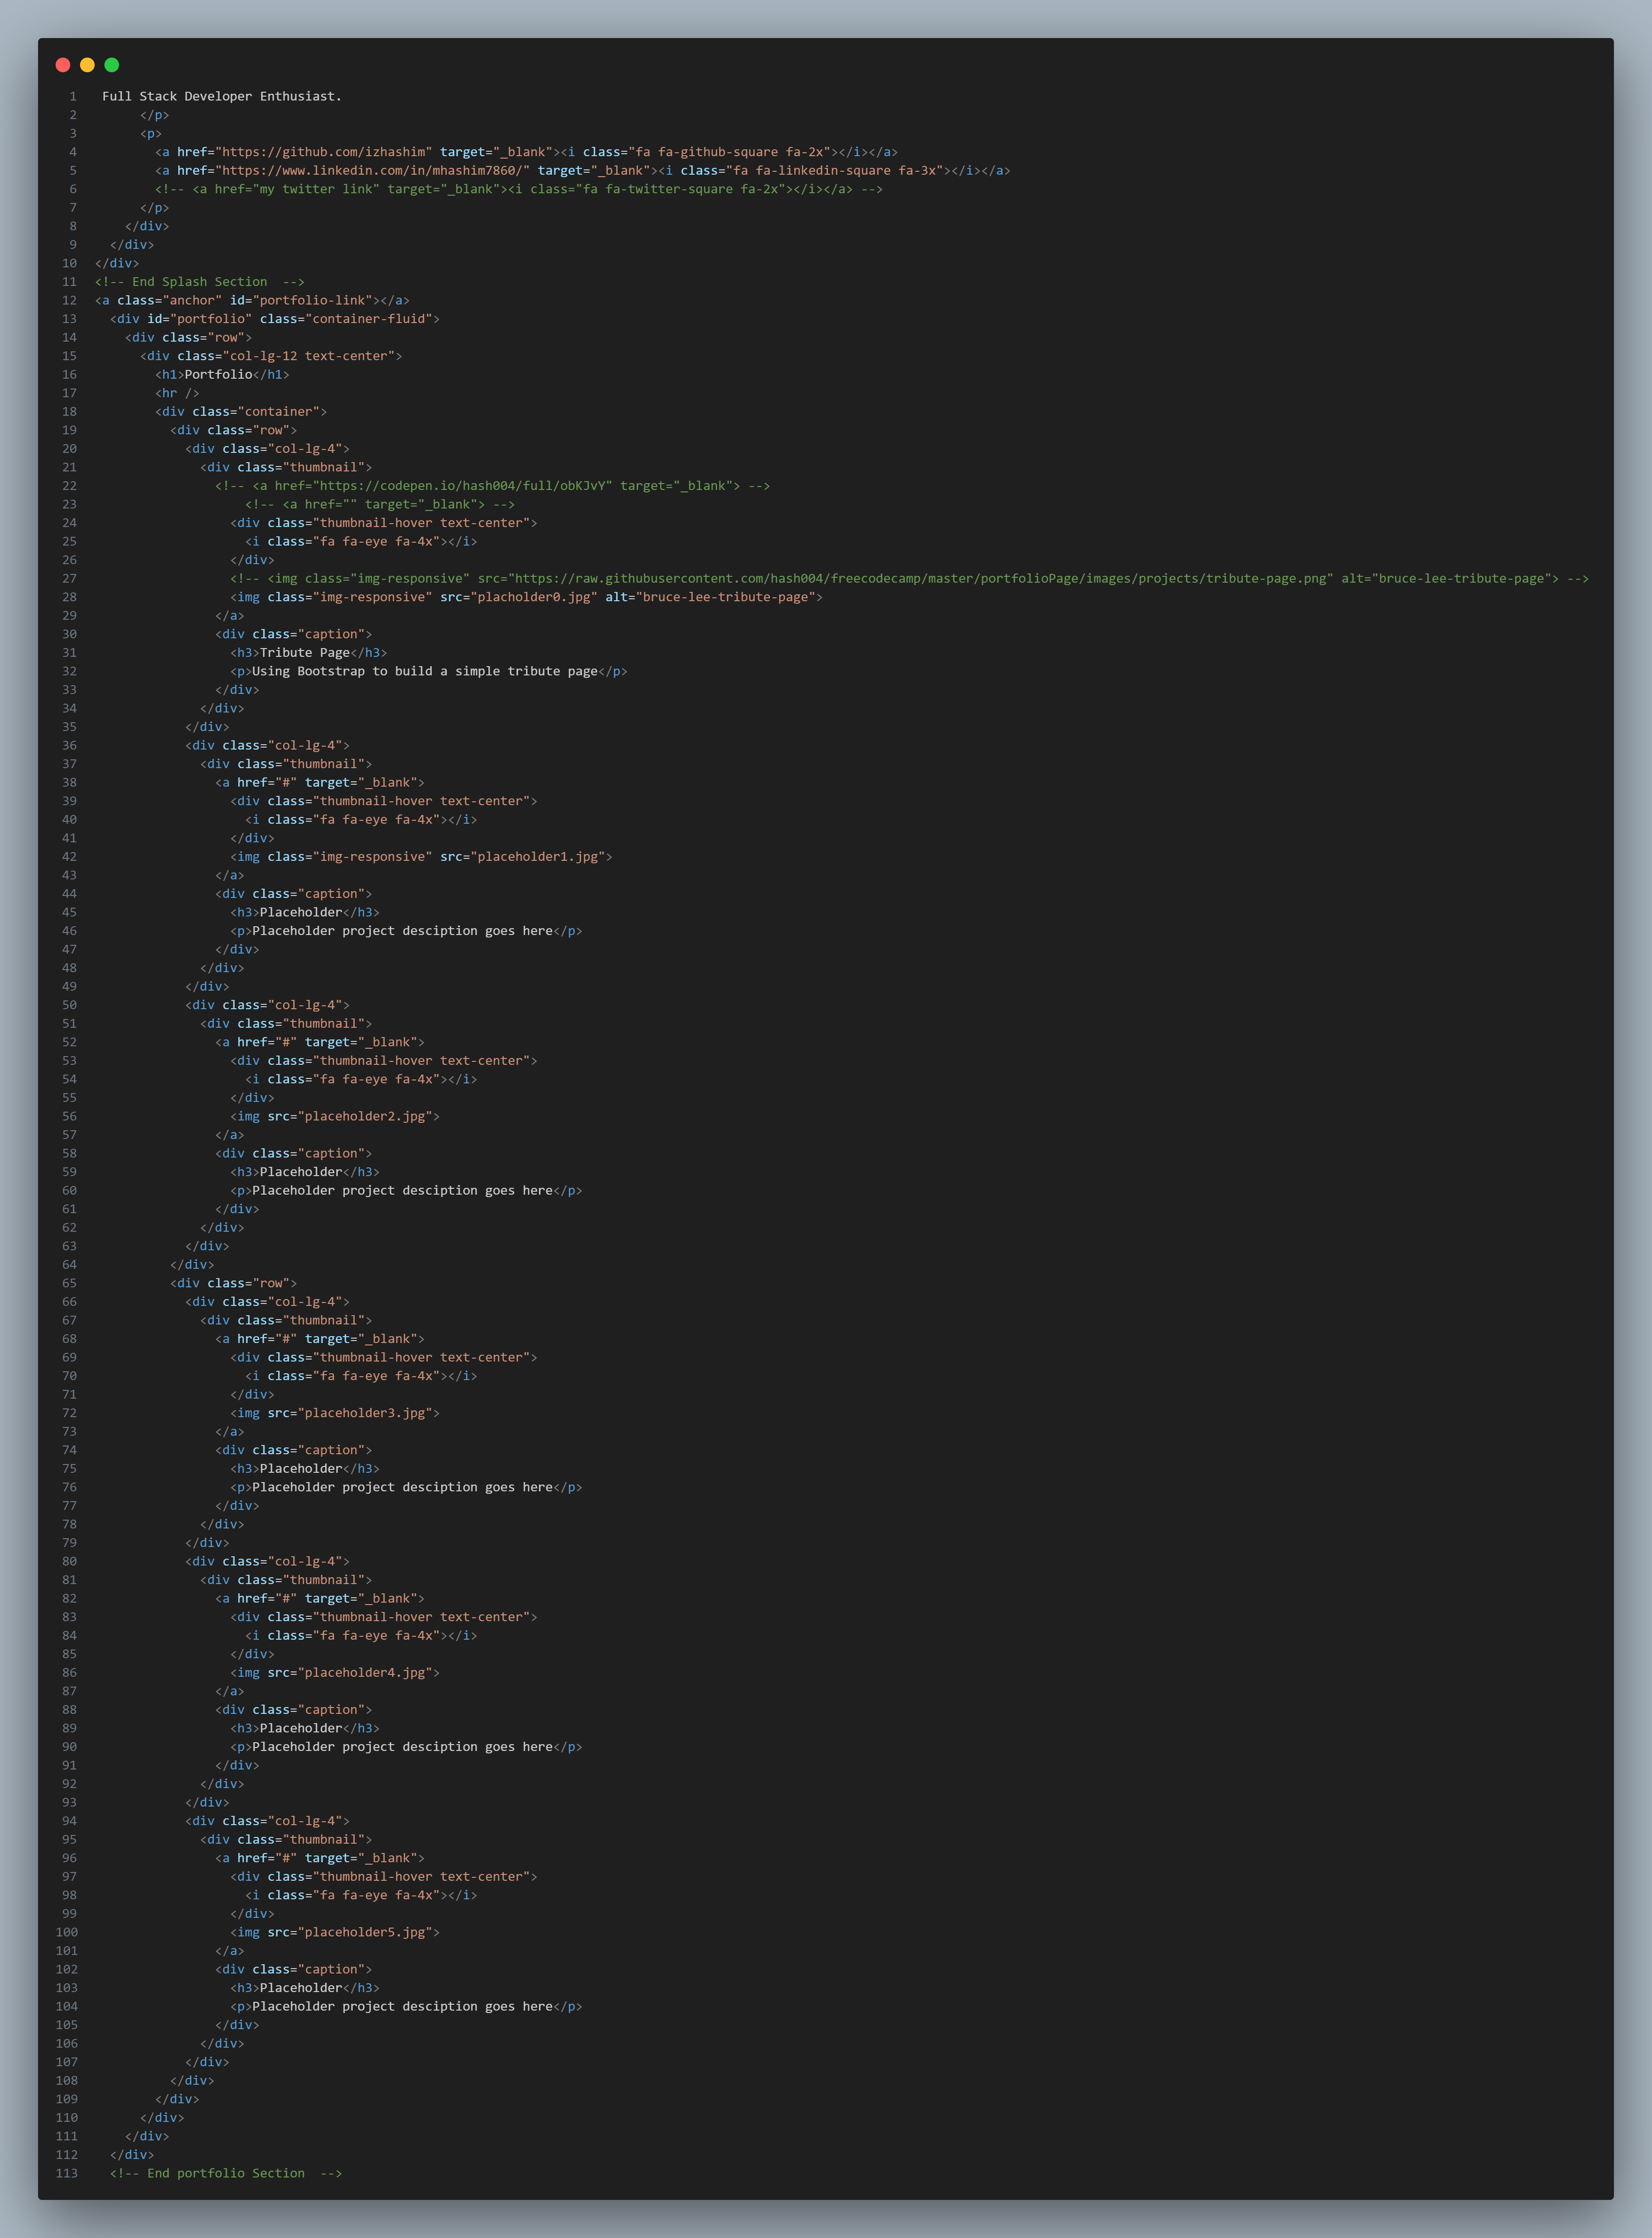 1 Full Stack Developer Enthusiast.
2 </p>
3 <p>
4 <a href="https://github.com/izhashim" target="_blank"><i class="fa fa-github-square fa-2x"></i></a>
5 <a href="https://www.linkedin.com/in/mhashim7860/" target="_blank"><i class="fa fa-linkedin-square fa-3x"></i></a>
6 <!-- <a href="my twitter link" target="_blank"><i class="fa fa-twitter-square fa-2x"></i></a> -->
7 </p>
8 </div>
9 </div>
10 </div>
11 <!-- End Splash Section  -->
12 <a class="anchor" id="portfolio-link"></a>
13 <div id="portfolio" class="container-fluid">
14 <div class="row">
15 <div class="col-lg-12 text-center">
16 <h1>Portfolio</h1>
17 <hr />
18 <div class="container">
19 <div class="row">
20 <div class="col-lg-4">
21 <div class="thumbnail">
22 <!-- <a href="https://codepen.io/hash004/full/obKJvY" target="_blank"> -->
23 <!-- <a href="" target="_blank"> -->
24 <div class="thumbnail-hover text-center">
25 <i class="fa fa-eye fa-4x"></i>
26 </div>
27 <!-- <img class="img-responsive" src="https://raw.githubusercontent.com/hash004/freecodecamp/master/portfolioPage/images/projects/tribute-page.png" alt="bruce-lee-tribute-page"> -->
28 <img class="img-responsive" src="placholder0.jpg" alt="bruce-lee-tribute-page">
29 </a>
30 <div class="caption">
31 <h3>Tribute Page</h3>
32 <p>Using Bootstrap to build a simple tribute page</p>
33 </div>
34 </div>
35 </div>
36 <div class="col-lg-4">
37 <div class="thumbnail">
38 <a href="#" target="_blank">
39 <div class="thumbnail-hover text-center">
40 <i class="fa fa-eye fa-4x"></i>
41 </div>
42 <img class="img-responsive" src="placeholder1.jpg">
43 </a>
44 <div class="caption">
45 <h3>Placeholder</h3>
46 <p>Placeholder project desciption goes here</p>
47 </div>
48 </div>
49 </div>
50 <div class="col-lg-4">
51 <div class="thumbnail">
52 <a href="#" target="_blank">
53 <div class="thumbnail-hover text-center">
54 <i class="fa fa-eye fa-4x"></i>
55 </div>
56 <img src="placeholder2.jpg">
57 </a>
58 <div class="caption">
59 <h3>Placeholder</h3>
60 <p>Placeholder project desciption goes here</p>
61 </div>
62 </div>
63 </div>
64 </div>
65 <div class="row">
66 <div class="col-lg-4">
67 <div class="thumbnail">
68 <a href="#" target="_blank">
69 <div class="thumbnail-hover text-center">
70 <i class="fa fa-eye fa-4x"></i>
71 </div>
72 <img src="placeholder3.jpg">
73 </a>
74 <div class="caption">
75 <h3>Placeholder</h3>
76 <p>Placeholder project desciption goes here</p>
77 </div>
78 </div>
79 </div>
80 <div class="col-lg-4">
81 <div class="thumbnail">
82 <a href="#" target="_blank">
83 <div class="thumbnail-hover text-center">
84 <i class="fa fa-eye fa-4x"></i>
85 </div>
86 <img src="placeholder4.jpg">
87 </a>
88 <div class="caption">
89 <h3>Placeholder</h3>
90 <p>Placeholder project desciption goes here</p>
91 </div>
92 </div>
93 </div>
94 <div class="col-lg-4">
95 <div class="thumbnail">
96 <a href="#" target="_blank">
97 <div class="thumbnail-hover text-center">
98 <i class="fa fa-eye fa-4x"></i>
99 </div>
100 <img src="placeholder5.jpg">
101 </a>
102 <div class="caption">
103 <h3>Placeholder</h3>
104 <p>Placeholder project desciption goes here</p>
105 </div>
106 </div>
107 </div>
108 </div>
109 </div>
110 </div>
111 </div>
112 </div>
113 <!-- End portfolio Section  -->